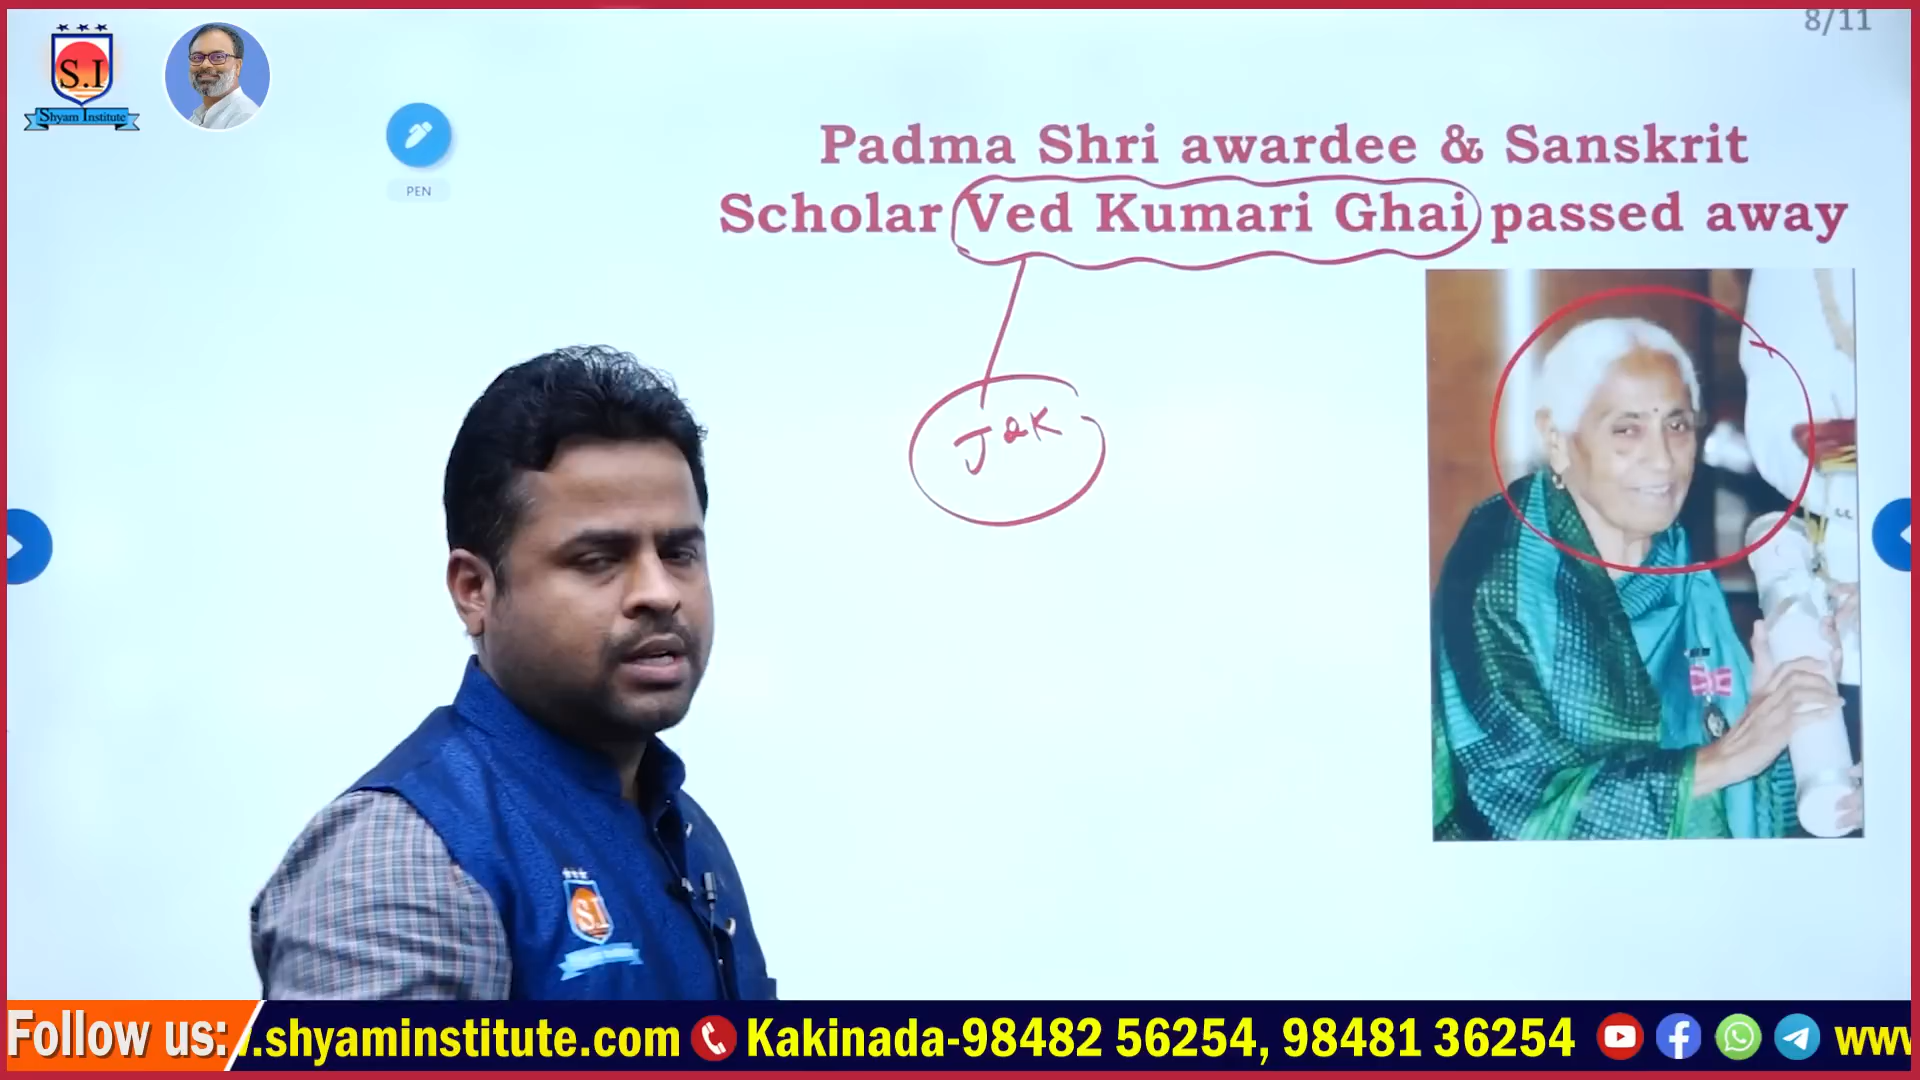 8/11
S.I
Shyam Institute
PEN
Padma Shri awardee & Sanskrit
Scholar Ved Kumari Ghai passed away
J&K
S.I
Follow us:
.shyaminstitute.com Kakinada-98482 56254, 98481 36254
www